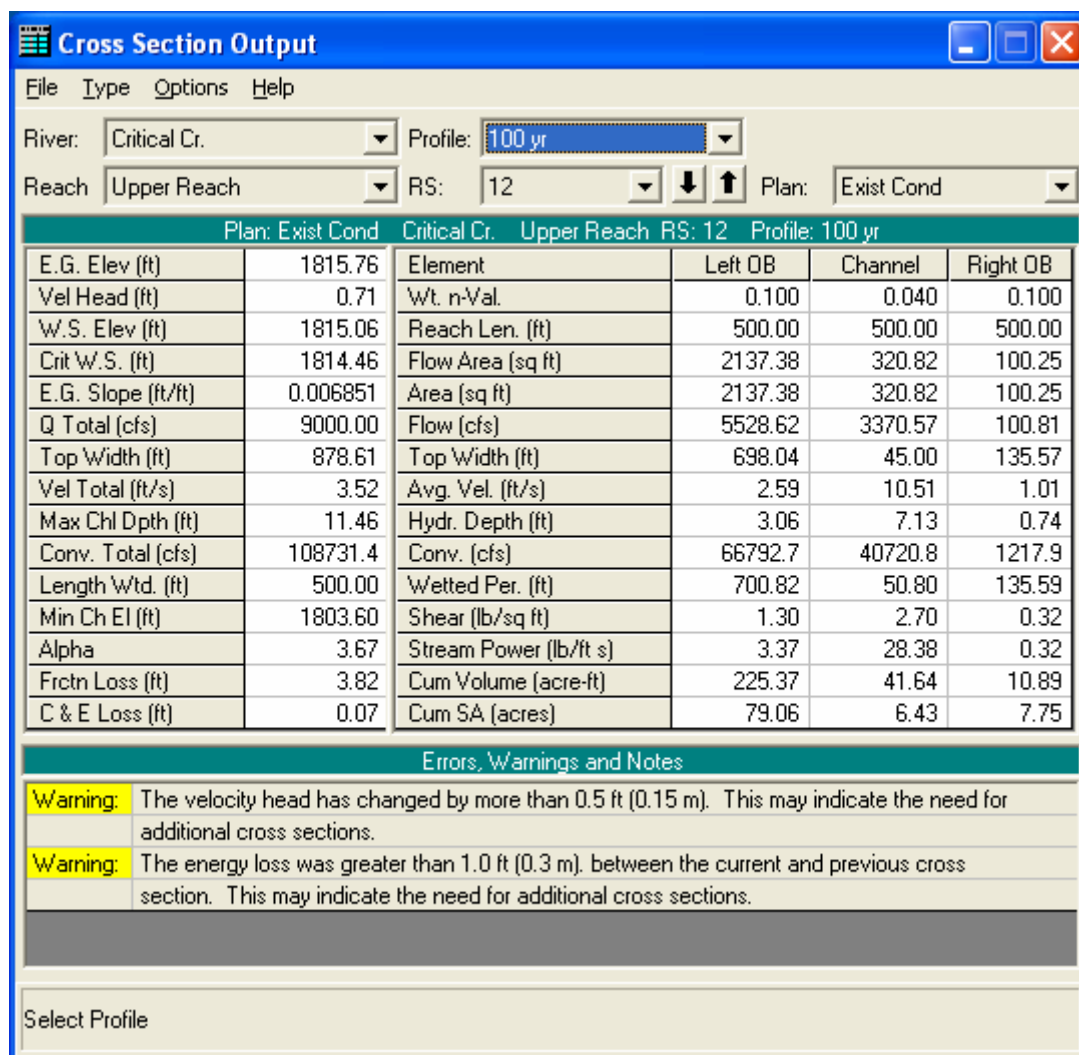 Cross Section Output
File Type Options Help
River: Critical Cr. Profile: 100 yr
Reach Upper Reach RS: 12 Plan: Exist Cond
Plan: Exist Cond Critical Cr. Upper Reach RS: 12 Profile: 100 yr
E.G. Elev (ft) 1815.76 Element Left OB Channel Right OB
Vel Head (ft) 0.71 Wt. n-Val. 0.100 0.040 0.100
W.S. Elev (ft) 1815.06 Reach Len. (ft) 500.00 500.00 500.00
Crit W.S. (ft) 1814.46 Flow Area (sq ft) 2137.38 320.82 100.25
E.G. Slope (ft/ft) 0.006851 Area (sq ft) 2137.38 320.82 100.25
Q Total (cfs) 9000.00 Flow (cfs) 5528.62 3370.57 100.81
Top Width (ft) 878.61 Top Width (ft) 698.04 45.00 135.57
Vel Total (ft/s) 3.52 Avg. Vel. (ft/s) 2.59 10.51 1.01
Max Chl Dpth (ft) 11.46 Hydr. Depth (ft) 3.06 7.13 0.74
Conv. Total (cfs) 108731.4 Conv. (cfs) 66792.7 40720.8 1217.9
Length Wtd. (ft) 500.00 Wetted Per. (ft) 700.82 50.80 135.59
Min Ch El (ft) 1803.60 Shear (lb/sq ft) 1.30 2.70 0.32
Alpha 3.67 Stream Power (lb/ft s) 3.37 28.38 0.32
Frctn Loss (ft) 3.82 Cum Volume (acre-ft) 225.37 41.64 10.89
C & E Loss (ft) 0.07 Cum SA (acres) 79.06 6.43 7.75
Errors, Warnings and Notes
Warning: The velocity head has changed by more than 0.5 ft (0.15 m). This may indicate the need for
additional cross sections.
Warning: The energy loss was greater than 1.0 ft (0.3 m). between the current and previous cross
section. This may indicate the need for additional cross sections.
Select Profile